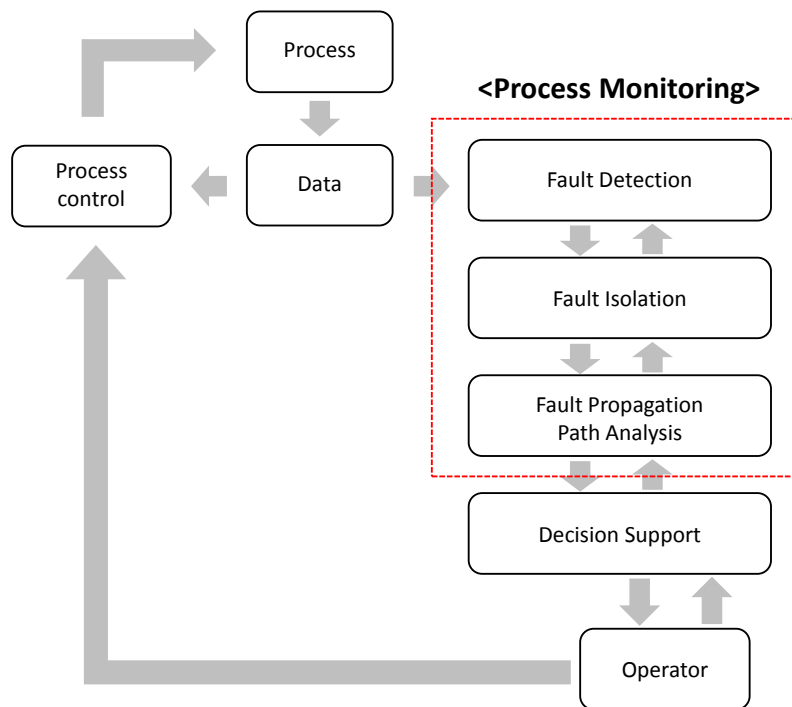 Process
<Process Monitoring>
Process
control
Data
Fault Detection
Fault Isolation
Fault Propagation
Path Analysis
Decision Support
Operator